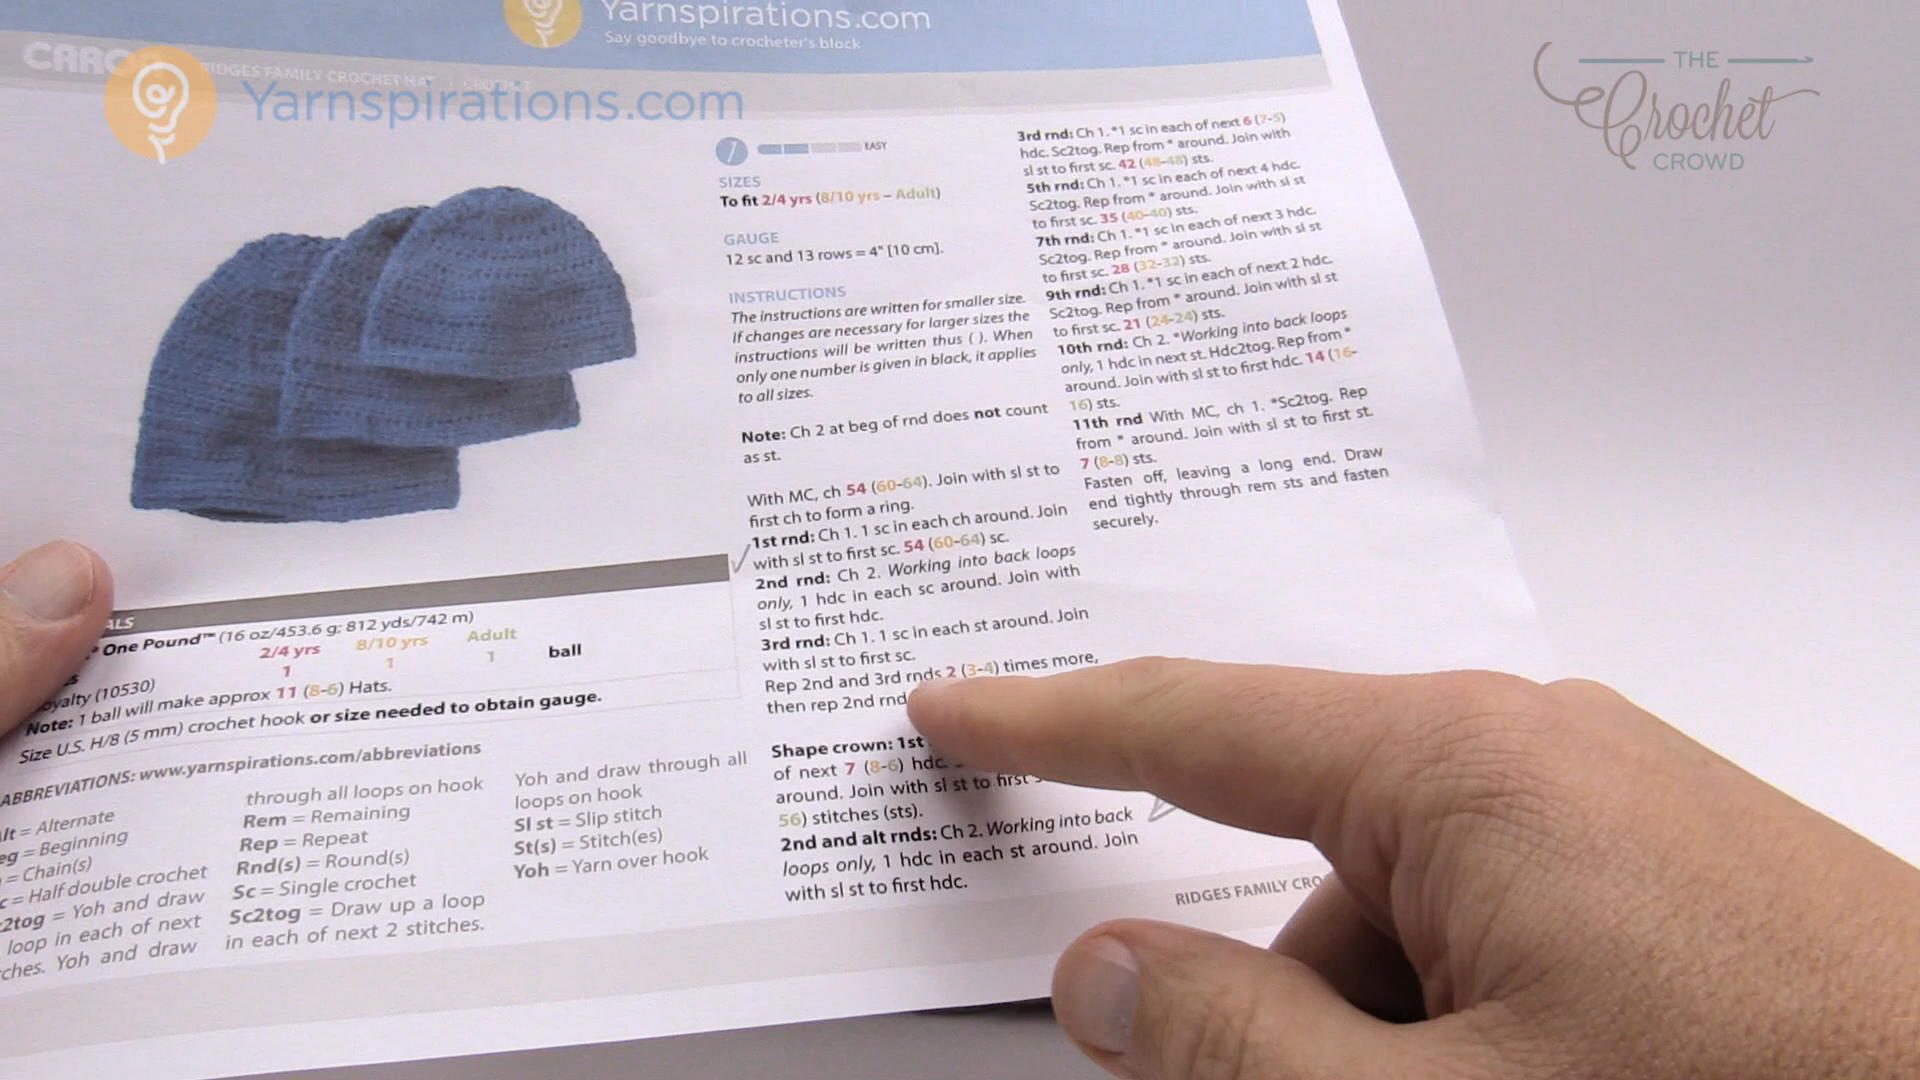 Yarnspirations.com
Say goodbye to crocheter's block
RIDGES FAMILY CROCHET HAT
CROCHET
Yarnspirations.com
THE
Crochet
CROWD
EASY
SIZES
To fit 2/4 yrs (8/10 yrs – Adult)
GAUGE
12 sc and 13 rows = 4" [10 cm].
INSTRUCTIONS
The instructions are written for smaller size.
If changes are necessary for larger sizes the
instructions will be written thus ( ). When
only one number is given in black, it applies
to all sizes.
Note: Ch 2 at beg of rnd does not count
as st.
With MC, ch 54 (60-64). Join with sl st to
first ch to form a ring.
1st rnd: Ch 1. 1 sc in each ch around. Join
with sl st to first sc. 54 (60-64) sc.
2nd rnd: Ch 2. Working into back loops
only, 1 hdc in each sc around. Join with
sl st to first hdc.
3rd rnd: Ch 1. 1 sc in each st around. Join
with sl st to first sc.
Rep 2nd and 3rd rnds 2 (3-4) times more,
then rep 2nd rnd
Shape crown: 1st
of next 7 (8-6) hdc.
around. Join with sl st to first
56) stitches (sts).
2nd and alt rnds: Ch 2. Working into back
loops only, 1 hdc in each st around. Join
with sl st to first hdc.
3rd rnd: Ch 1. *1 sc in each of next 6 (7-5)
hdc. Sc2tog. Rep from * around. Join with
sl st to first sc. 42 (48-48) sts.
5th rnd: Ch 1. *1 sc in each of next 4 hdc.
Sc2tog. Rep from * around. Join with sl st
to first sc. 35 (40-40) sts.
7th rnd: Ch 1. *1 sc in each of next 3 hdc.
Sc2tog. Rep from * around. Join with sl st
to first sc. 28 (32-32) sts.
9th rnd: Ch 1. *1 sc in each of next 2 hdc.
Sc2tog. Rep from * around. Join with sl st
to first sc. 21 (24-24) sts.
10th rnd: Ch 2. *Working into back loops
only, 1 hdc in next st. Hdc2tog. Rep from *
around. Join with sl st to first hdc. 14 (16-
16) sts.
11th rnd With MC, ch 1. *Sc2tog. Rep
from * around. Join with sl st to first st.
7 (8-8) sts.
Fasten off, leaving a long end. Draw
end tightly through rem sts and fasten
securely.
One Pound™ (16 oz/453.6 g; 812 yds/742 m)
2/4 yrs 8/10 yrs Adult
(10530) 1 1 1 ball
Note: 1 ball will make approx 11 (8-6) Hats.
Size U.S. H/8 (5 mm) crochet hook or size needed to obtain gauge.
ABBREVIATIONS: www.yarnspirations.com/abbreviations
= Alternate
= Beginning
= Chain(s)
= Half double crochet
= Yoh and draw
loop in each of next
Yoh and draw
through all loops on hook
Rem = Remaining
Rep = Repeat
Rnd(s) = Round(s)
Sc = Single crochet
Sc2tog = Draw up a loop
in each of next 2 stitches.
Yoh and draw through all
loops on hook
Sl st = Slip stitch
St(s) = Stitch(es)
Yoh = Yarn over hook
RIDGES FAMILY